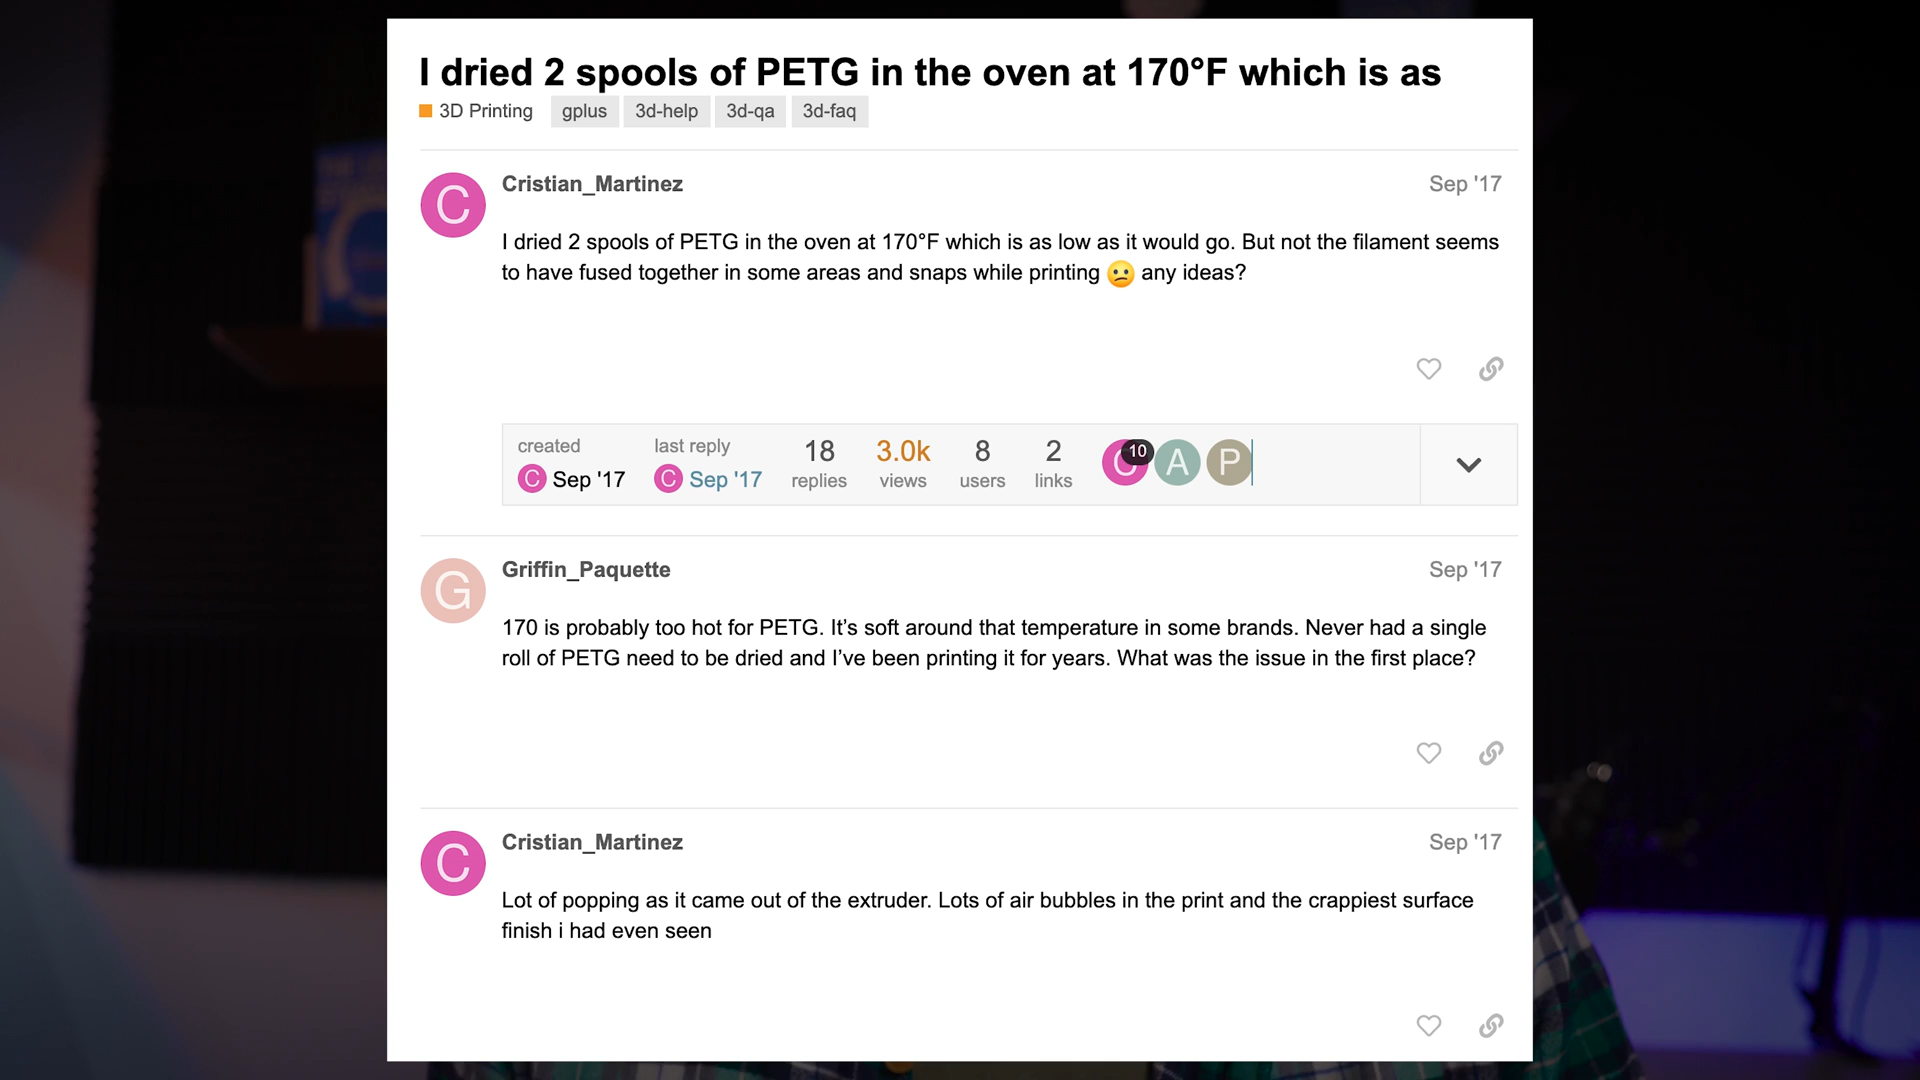 I dried 2 spools of PETG in the oven at 170°F which is as
3D Printing gplus 3d-help 3d-qa 3d-faq
C
Cristian_Martinez Sep '17
I dried 2 spools of PETG in the oven at 170°F which is as low as it would go. But not the filament seems
to have fused together in some areas and snaps while printing 😕 any ideas?
created last reply 18 3.0k 8 2 C 10 A P
C Sep '17 C Sep '17 replies views users links
G
Griffin_Paquette Sep '17
170 is probably too hot for PETG. It’s soft around that temperature in some brands. Never had a single
roll of PETG need to be dried and I’ve been printing it for years. What was the issue in the first place?
C
Cristian_Martinez Sep '17
Lot of popping as it came out of the extruder. Lots of air bubbles in the print and the crappiest surface
finish i had even seen